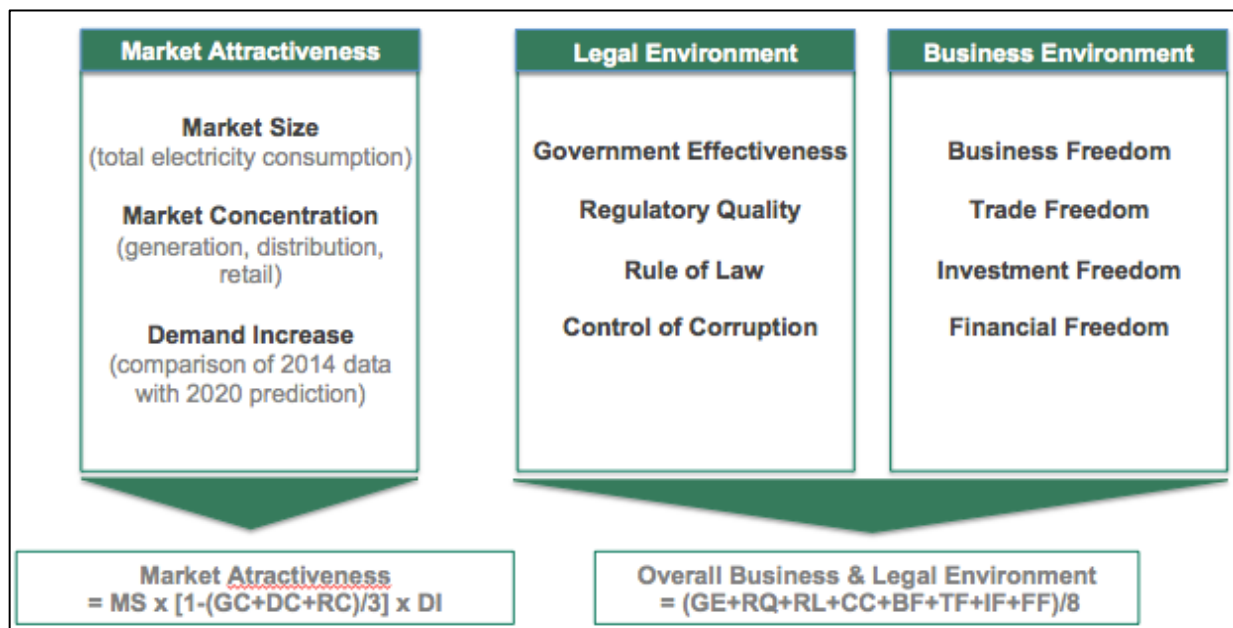 Market Attractiveness
Market Size
(total electricity consumption)
Market Concentration
(generation, distribution,
retail)
Demand Increase
(comparison of 2014 data
with 2020 prediction)
Legal Environment
Government Effectiveness
Regulatory Quality
Rule of Law
Control of Corruption
Business Environment
Business Freedom
Trade Freedom
Investment Freedom
Financial Freedom
Market Atractiveness
= MS x [1-(GC+DC+RC)/3] x DI
Overall Business & Legal Environment
= (GE+RQ+RL+CC+BF+TF+IF+FF)/8